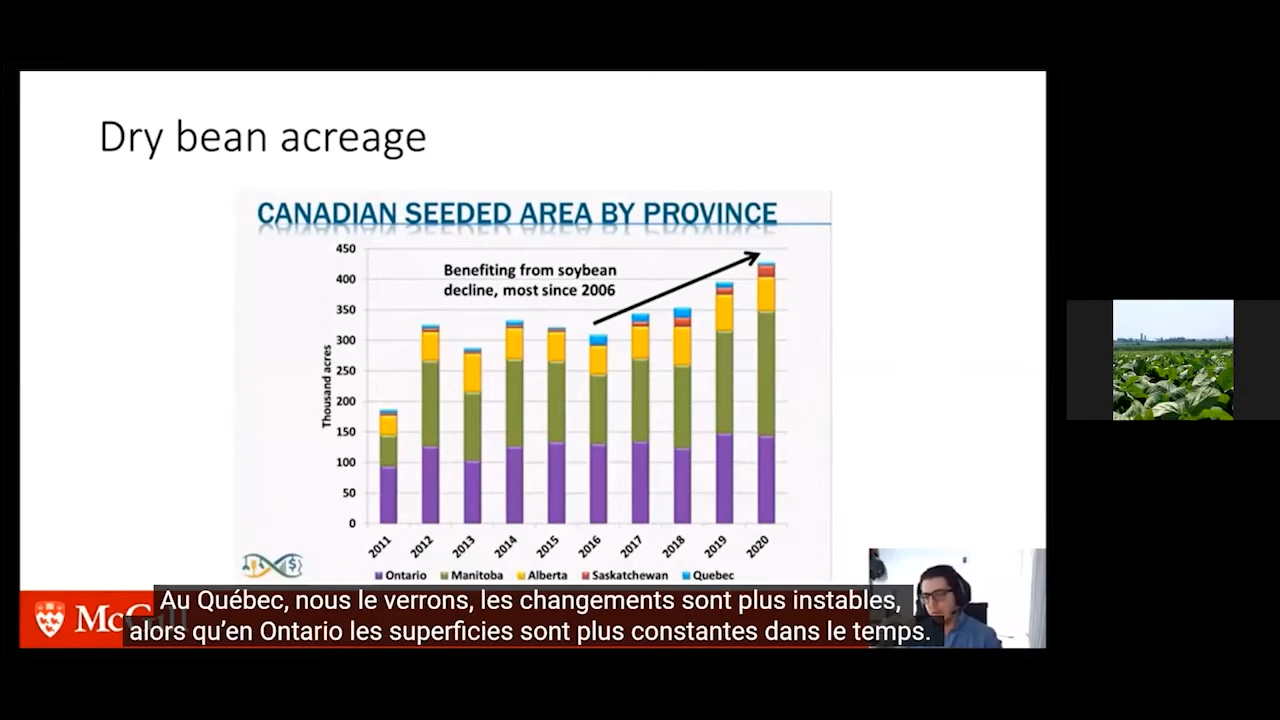 Dry bean acreage
CANADIAN SEEDED AREA BY PROVINCE
Benefiting from soybean
decline, most since 2006
Thousand acres
450
400
350
300
250
200
150
100
50
0
2011 2012 2013 2014 2015 2016 2017 2018 2019 2020
Ontario Manitoba Alberta Saskatchewan Quebec
Au Québec, nous le verrons, les changements sont plus instables,
alors qu'en Ontario les superficies sont plus constantes dans le temps.